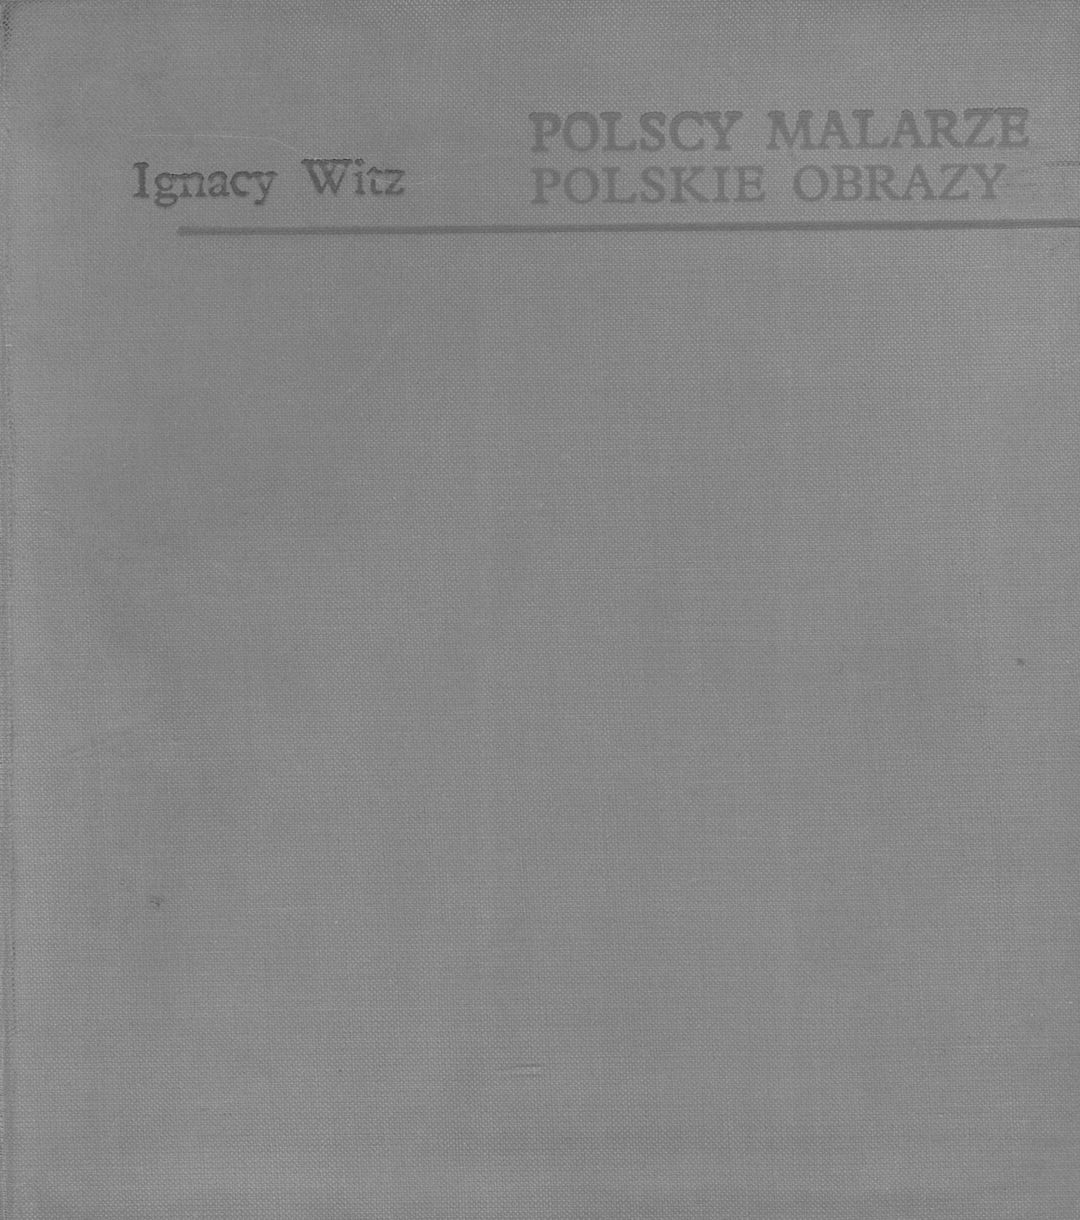 Ignacy Witz
POLSCY MALARZE
POLSKIE OBRAZY